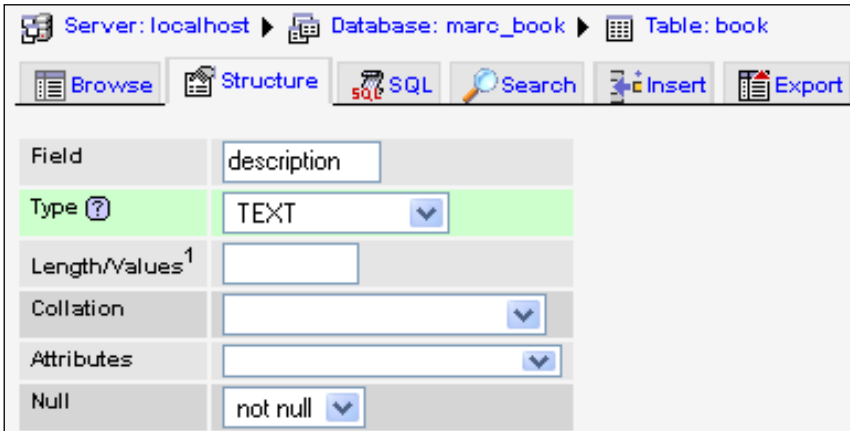 Server: localhost Database: marc_book Table: book
Browse Structure SQL Search Insert Export
Field description
Type TEXT
Length/Values1
Collation
Attributes
Null not null